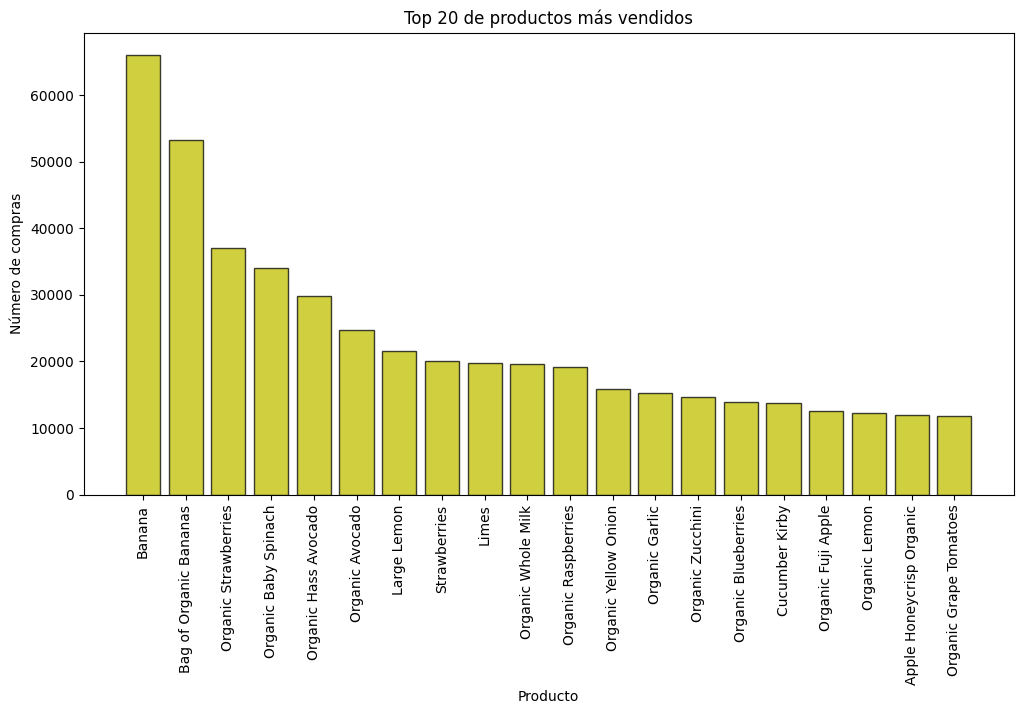 Top 20 de productos más vendidos
Número de compras
60000
50000
40000
30000
20000
10000
0
Banana
Bag of Organic Bananas
Organic Strawberries
Organic Baby Spinach
Organic Hass Avocado
Organic Avocado
Large Lemon
Strawberries
Limes
Organic Whole Milk
Organic Raspberries
Organic Yellow Onion
Organic Garlic
Organic Zucchini
Organic Blueberries
Cucumber Kirby
Organic Fuji Apple
Organic Lemon
Apple Honeycrisp Organic
Organic Grape Tomatoes
Producto